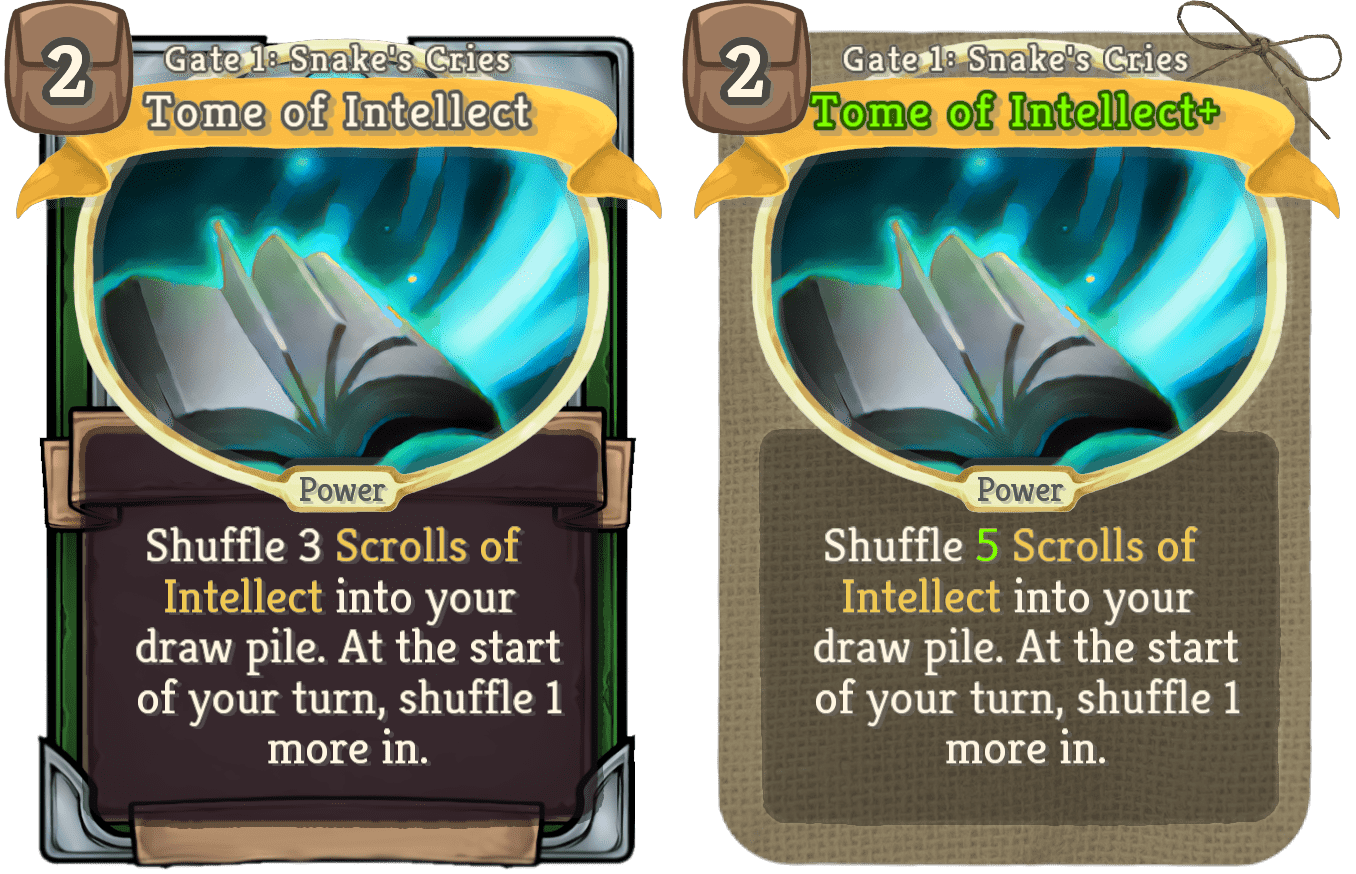 2
Gate 1: Snake's Cries
Tome of Intellect
Power
Shuffle 3 Scrolls of
Intellect into your
draw pile. At the start
of your turn, shuffle 1
more in.
2
Gate 1: Snake's Cries
Tome of Intellect+
Power
Shuffle 5 Scrolls of
Intellect into your
draw pile. At the start
of your turn, shuffle 1
more in.